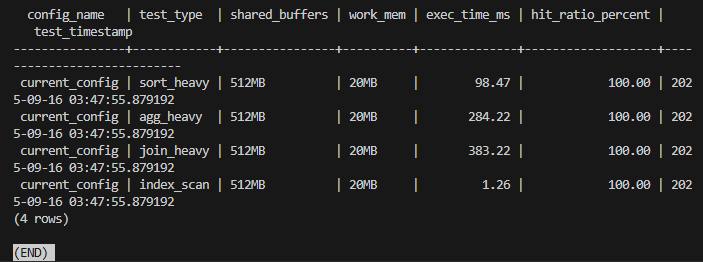 config_name   | test_type  | shared_buffers | work_mem | exec_time_ms | hit_ratio_percent |
   test_timestamp
----------------+------------+----------------+----------+--------------+-------------------+----
------------------------
 current_config | sort_heavy | 512MB          | 20MB     |        98.47 |            100.00 | 202
5-09-16 03:47:55.879192
 current_config | agg_heavy  | 512MB          | 20MB     |       284.22 |            100.00 | 202
5-09-16 03:47:55.879192
 current_config | join_heavy | 512MB          | 20MB     |       383.22 |            100.00 | 202
5-09-16 03:47:55.879192
 current_config | index_scan | 512MB          | 20MB     |         1.26 |            100.00 | 202
5-09-16 03:47:55.879192
(4 rows)

(END)